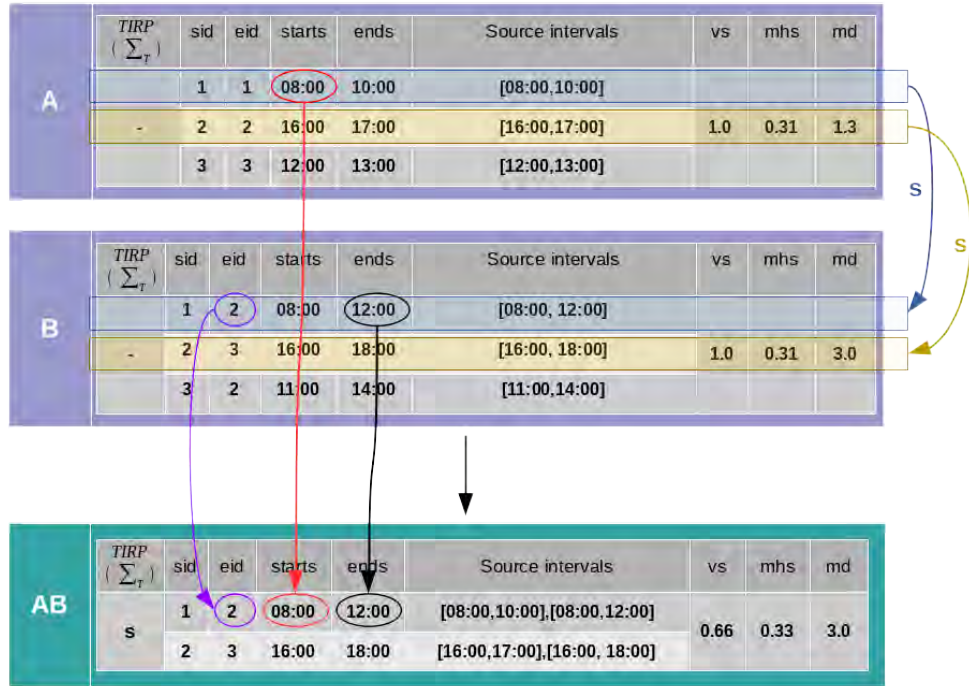 TIRP sid eid starts ends Source intervals vs mhs md
( ∑T )
A
1 1 08:00 10:00 [08:00,10:00]
- 2 2 16:00 17:00 [16:00,17:00] 1.0 0.31 1.3
3 3 12:00 13:00 [12:00,13:00]
s
s
TIRP sid eid starts ends Source intervals vs mhs md
( ∑T )
B
1 2 08:00 12:00 [08:00, 12:00]
- 2 3 16:00 18:00 [16:00, 18:00] 1.0 0.31 3.0
3 2 11:00 14:00 [11:00,14:00]
TIRP sid eid starts ends Source intervals vs mhs md
( ∑T )
AB
1 2 08:00 12:00 [08:00,10:00],[08:00,12:00]
s 0.66 0.33 3.0
2 3 16:00 18:00 [16:00,17:00],[16:00, 18:00]